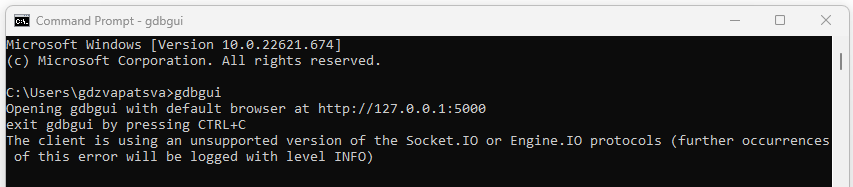 Command Prompt - gdbgui
Microsoft Windows [Version 10.0.22621.674]
(c) Microsoft Corporation. All rights reserved.
C:\Users\gdzvapatsva>gdbgui
Opening gdbgui with default browser at http://127.0.0.1:5000
exit gdbgui by pressing CTRL+C
The client is using an unsupported version of the Socket.IO or Engine.IO protocols (further occurrences
 of this error will be logged with level INFO)